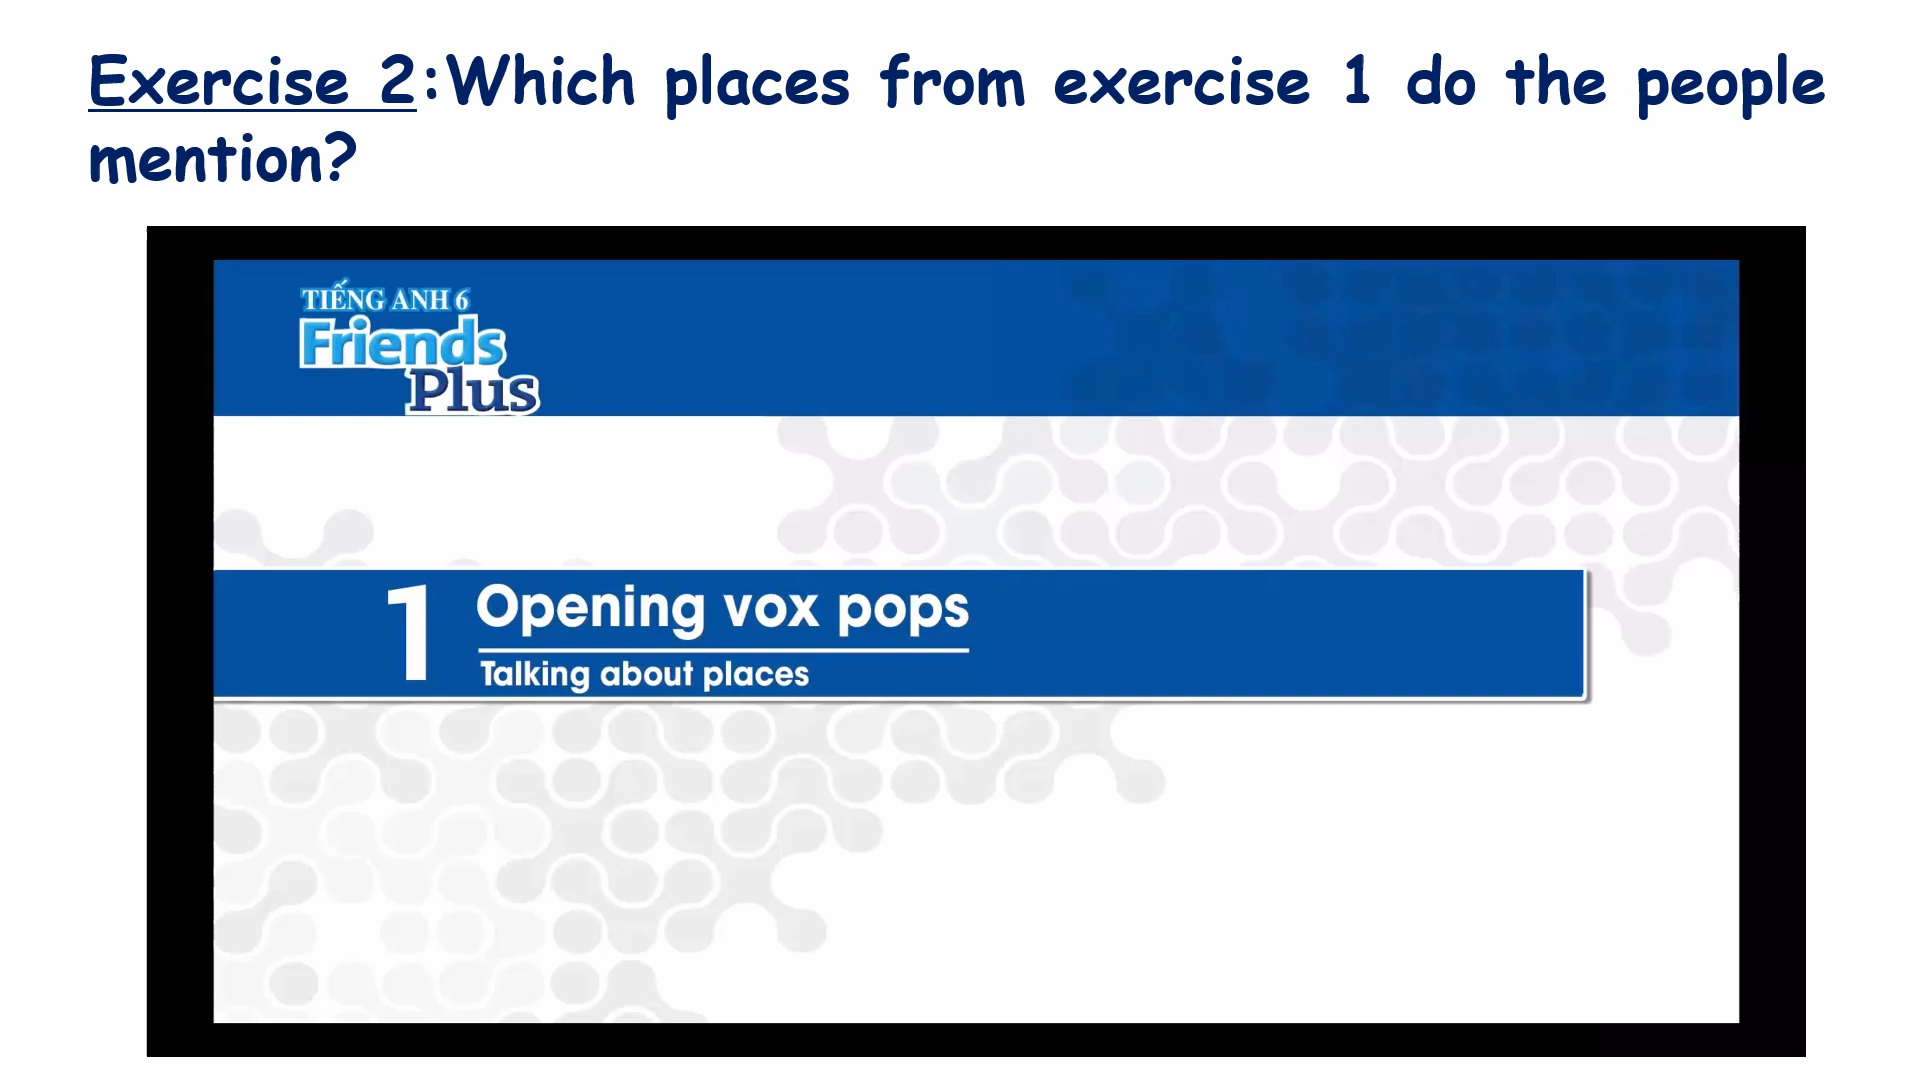 Exercise 2:Which places from exercise 1 do the people
mention?
TIẾNG ANH 6
Friends
Plus
1 Opening vox pops
Talking about places